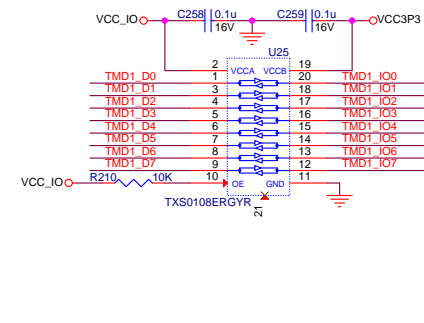 C258 0.1u C259 0.1u
VCC_IO 16V 16V VCC3P3
U25
2 VCCA VCCB 19
TMD1_D0 1 20 TMD1_IO0
TMD1_D1 3 18 TMD1_IO1
TMD1_D2 4 17 TMD1_IO2
TMD1_D3 5 16 TMD1_IO3
TMD1_D4 6 15 TMD1_IO4
TMD1_D5 7 14 TMD1_IO5
TMD1_D6 8 13 TMD1_IO6
TMD1_D7 9 12 TMD1_IO7
VCC_IO R210 10K 10 OE GND 11
TXS0108ERGYR
21